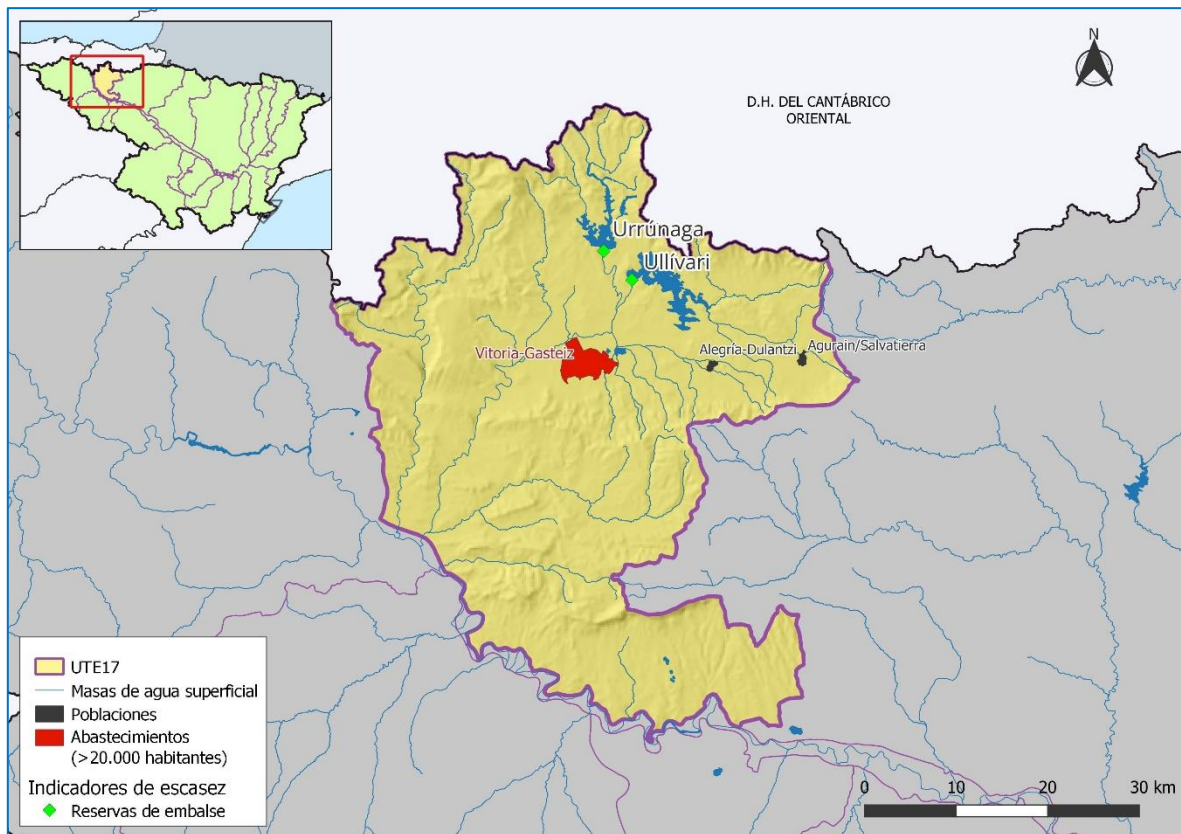 N
D.H. DEL CANTÁBRICO
ORIENTAL
Urrúnaga
Ullívari
Vitoria-Gasteiz
Alegría-Dulantzi
Agurain/Salvatierra
UTE17
Masas de agua superficial
Poblaciones
Abastecimientos
(>20.000 habitantes)
Indicadores de escasez
Reservas de embalse
0 10 20 30 km